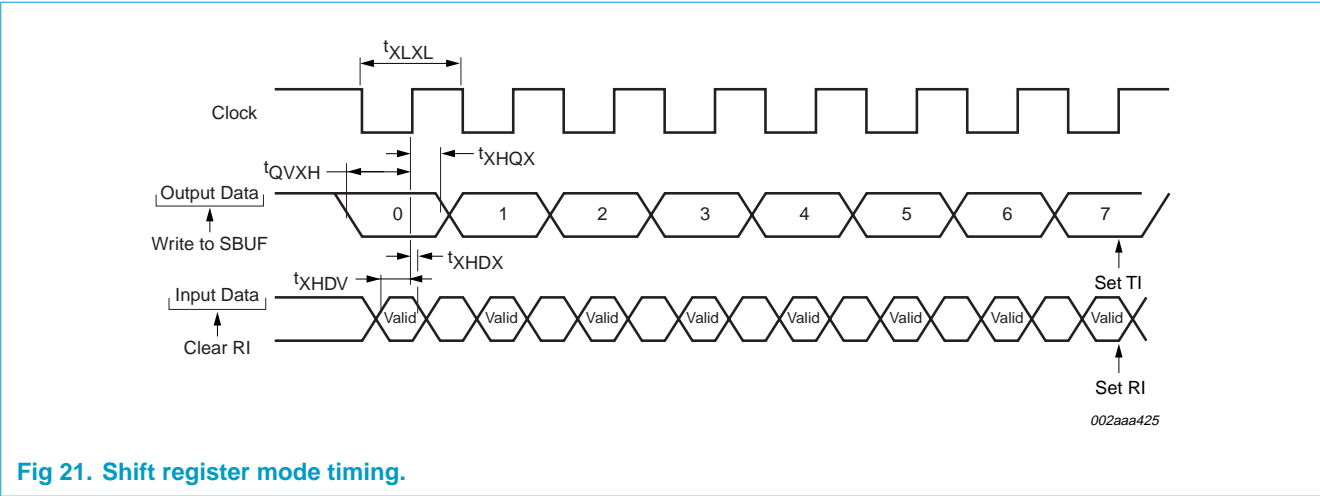 tXLXL
Clock
tXHQX
tQVXH
Output Data
0 1 2 3 4 5 6 7
Write to SBUF
tXHDX
tXHDV
Set TI
Input Data
Valid Valid Valid Valid Valid Valid Valid Valid
Clear RI
Set RI
002aaa425
Fig 21. Shift register mode timing.